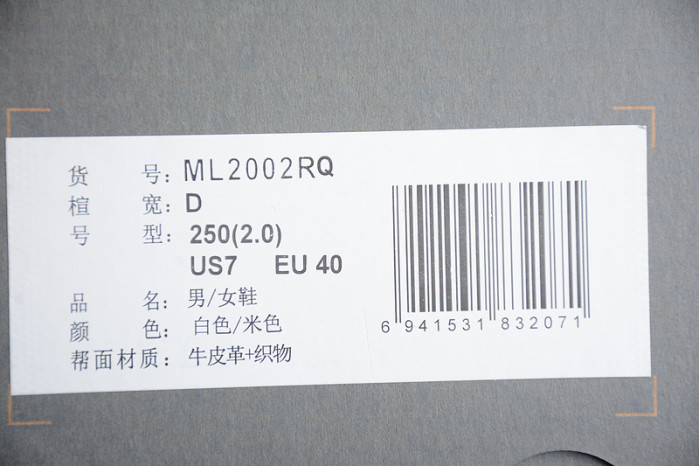 货 号: ML2002RQ
楦 宽: D
号 型: 250(2.0)
US7 EU 40
品 名: 男/女鞋
颜 色: 白色/米色
帮面材质: 牛皮革+织物
6 941531 832071